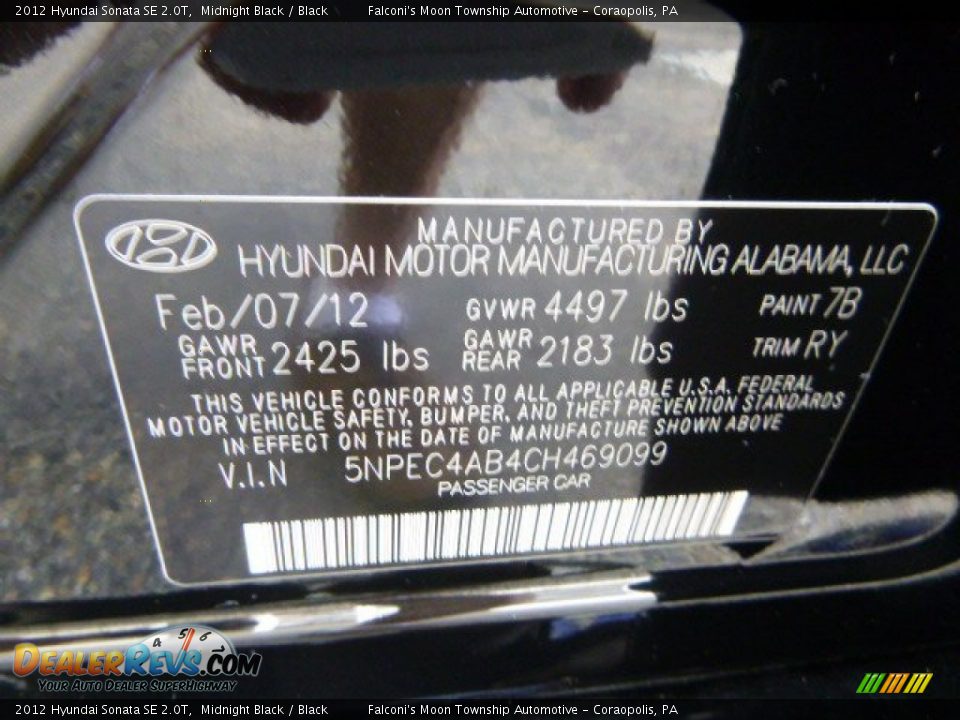 2012 Hyundai Sonata SE 2.0T, Midnight Black / Black Falconi's Moon Township Automotive - Coraopolis, PA
MANUFACTURED BY
HYUNDAI MOTOR MANUFACTURING ALABAMA, LLC
Feb/07/12 GVWR 4497 lbs PAINT 7B
GAWR FRONT 2425 lbs GAWR REAR 2183 lbs TRIM RY
THIS VEHICLE CONFORMS TO ALL APPLICABLE U.S.A. FEDERAL
MOTOR VEHICLE SAFETY, BUMPER, AND THEFT PREVENTION STANDARDS
IN EFFECT ON THE DATE OF MANUFACTURE SHOWN ABOVE
V.I.N 5NPEC4AB4CH469099
PASSENGER CAR
4 5 6
DEALERREVS.COM
YOUR AUTO DEALER SUPERHIGHWAY
2012 Hyundai Sonata SE 2.0T, Midnight Black / Black Falconi's Moon Township Automotive - Coraopolis, PA